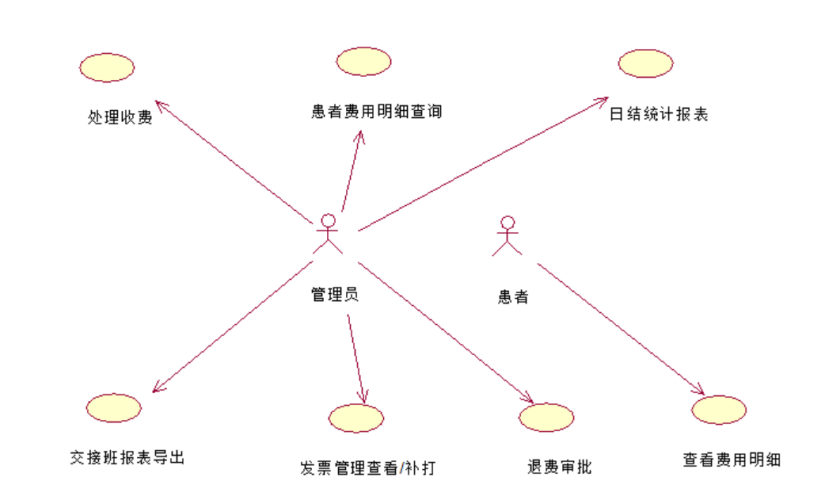 处理收费
患者费用明细查询
日结统计报表
管理员
患者
交接班报表导出
发票管理查看/补打
退费审批
查看费用明细